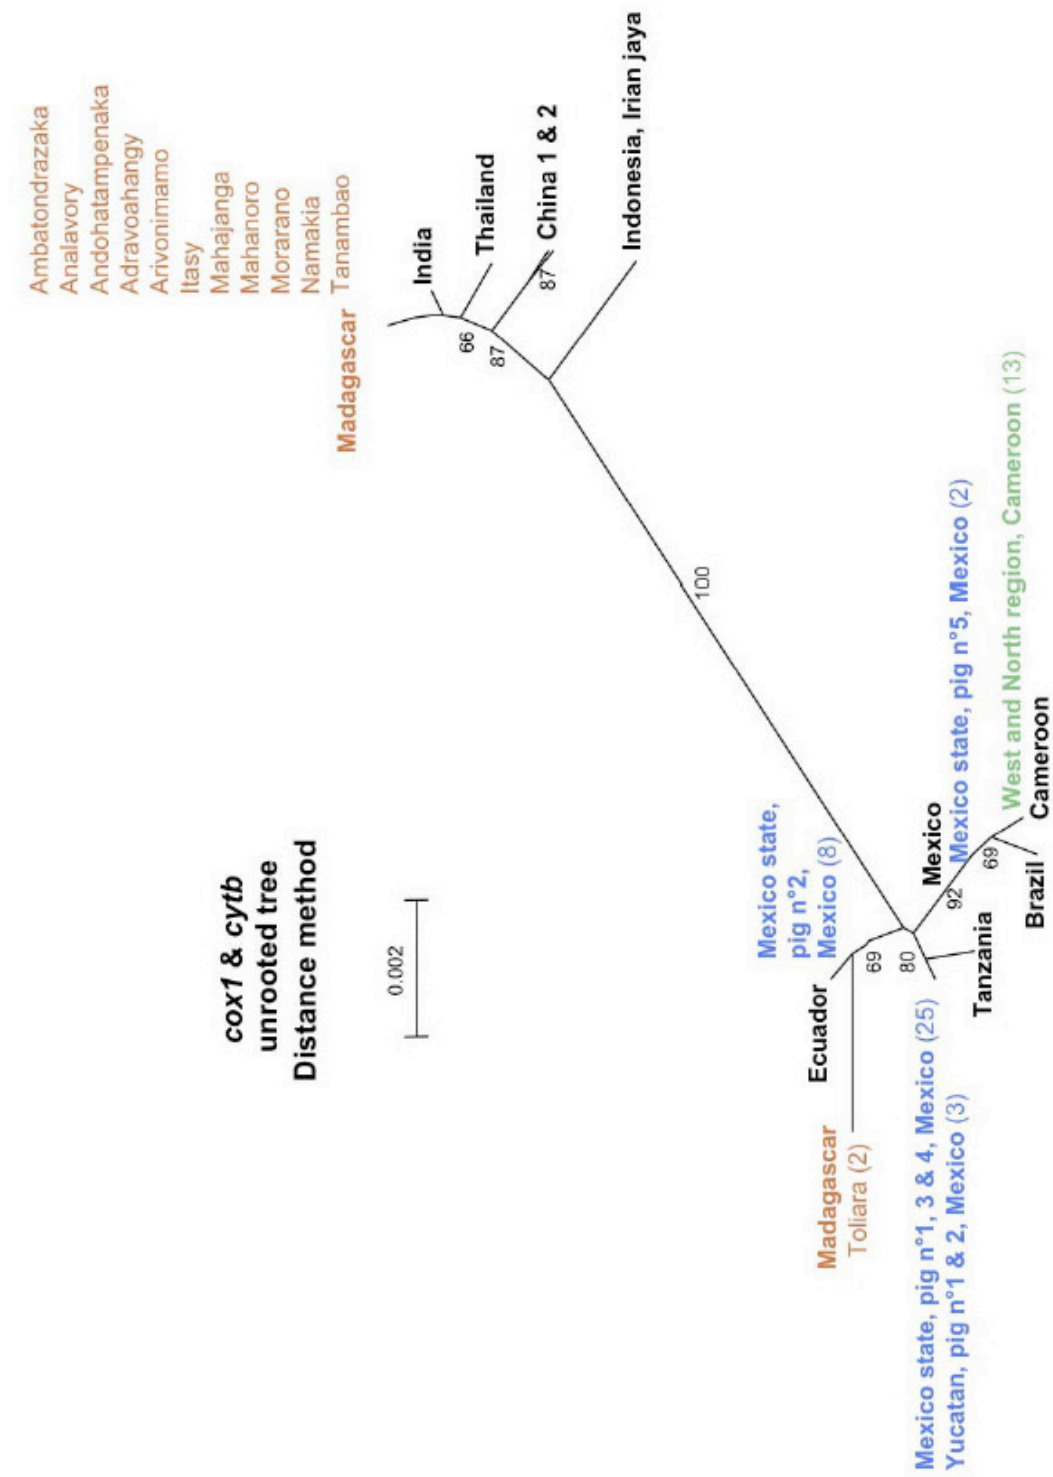 cox1 & cytb
unrooted tree
Distance method
0.002
Madagascar
Toliara (2)
Ecuador
Mexico state, pig n°1, 3 & 4, Mexico (25)
Yucatan, pig n°1 & 2, Mexico (3)
Mexico state,
pig n°2,
Mexico (8)
69
80
Tanzania
Mexico
Mexico state, pig n°5, Mexico (2)
92
69
Brazil
Cameroon
West and North region, Cameroon (13)
100
Madagascar
Ambatondrazaka
Analavory
Andohatampenaka
Adravoahangy
Arivonimamo
Itasy
Mahajanga
Mahanoro
Morarano
Namakia
Tanambao
India
66
Thailand
87
87
China 1 & 2
Indonesia, Irian jaya